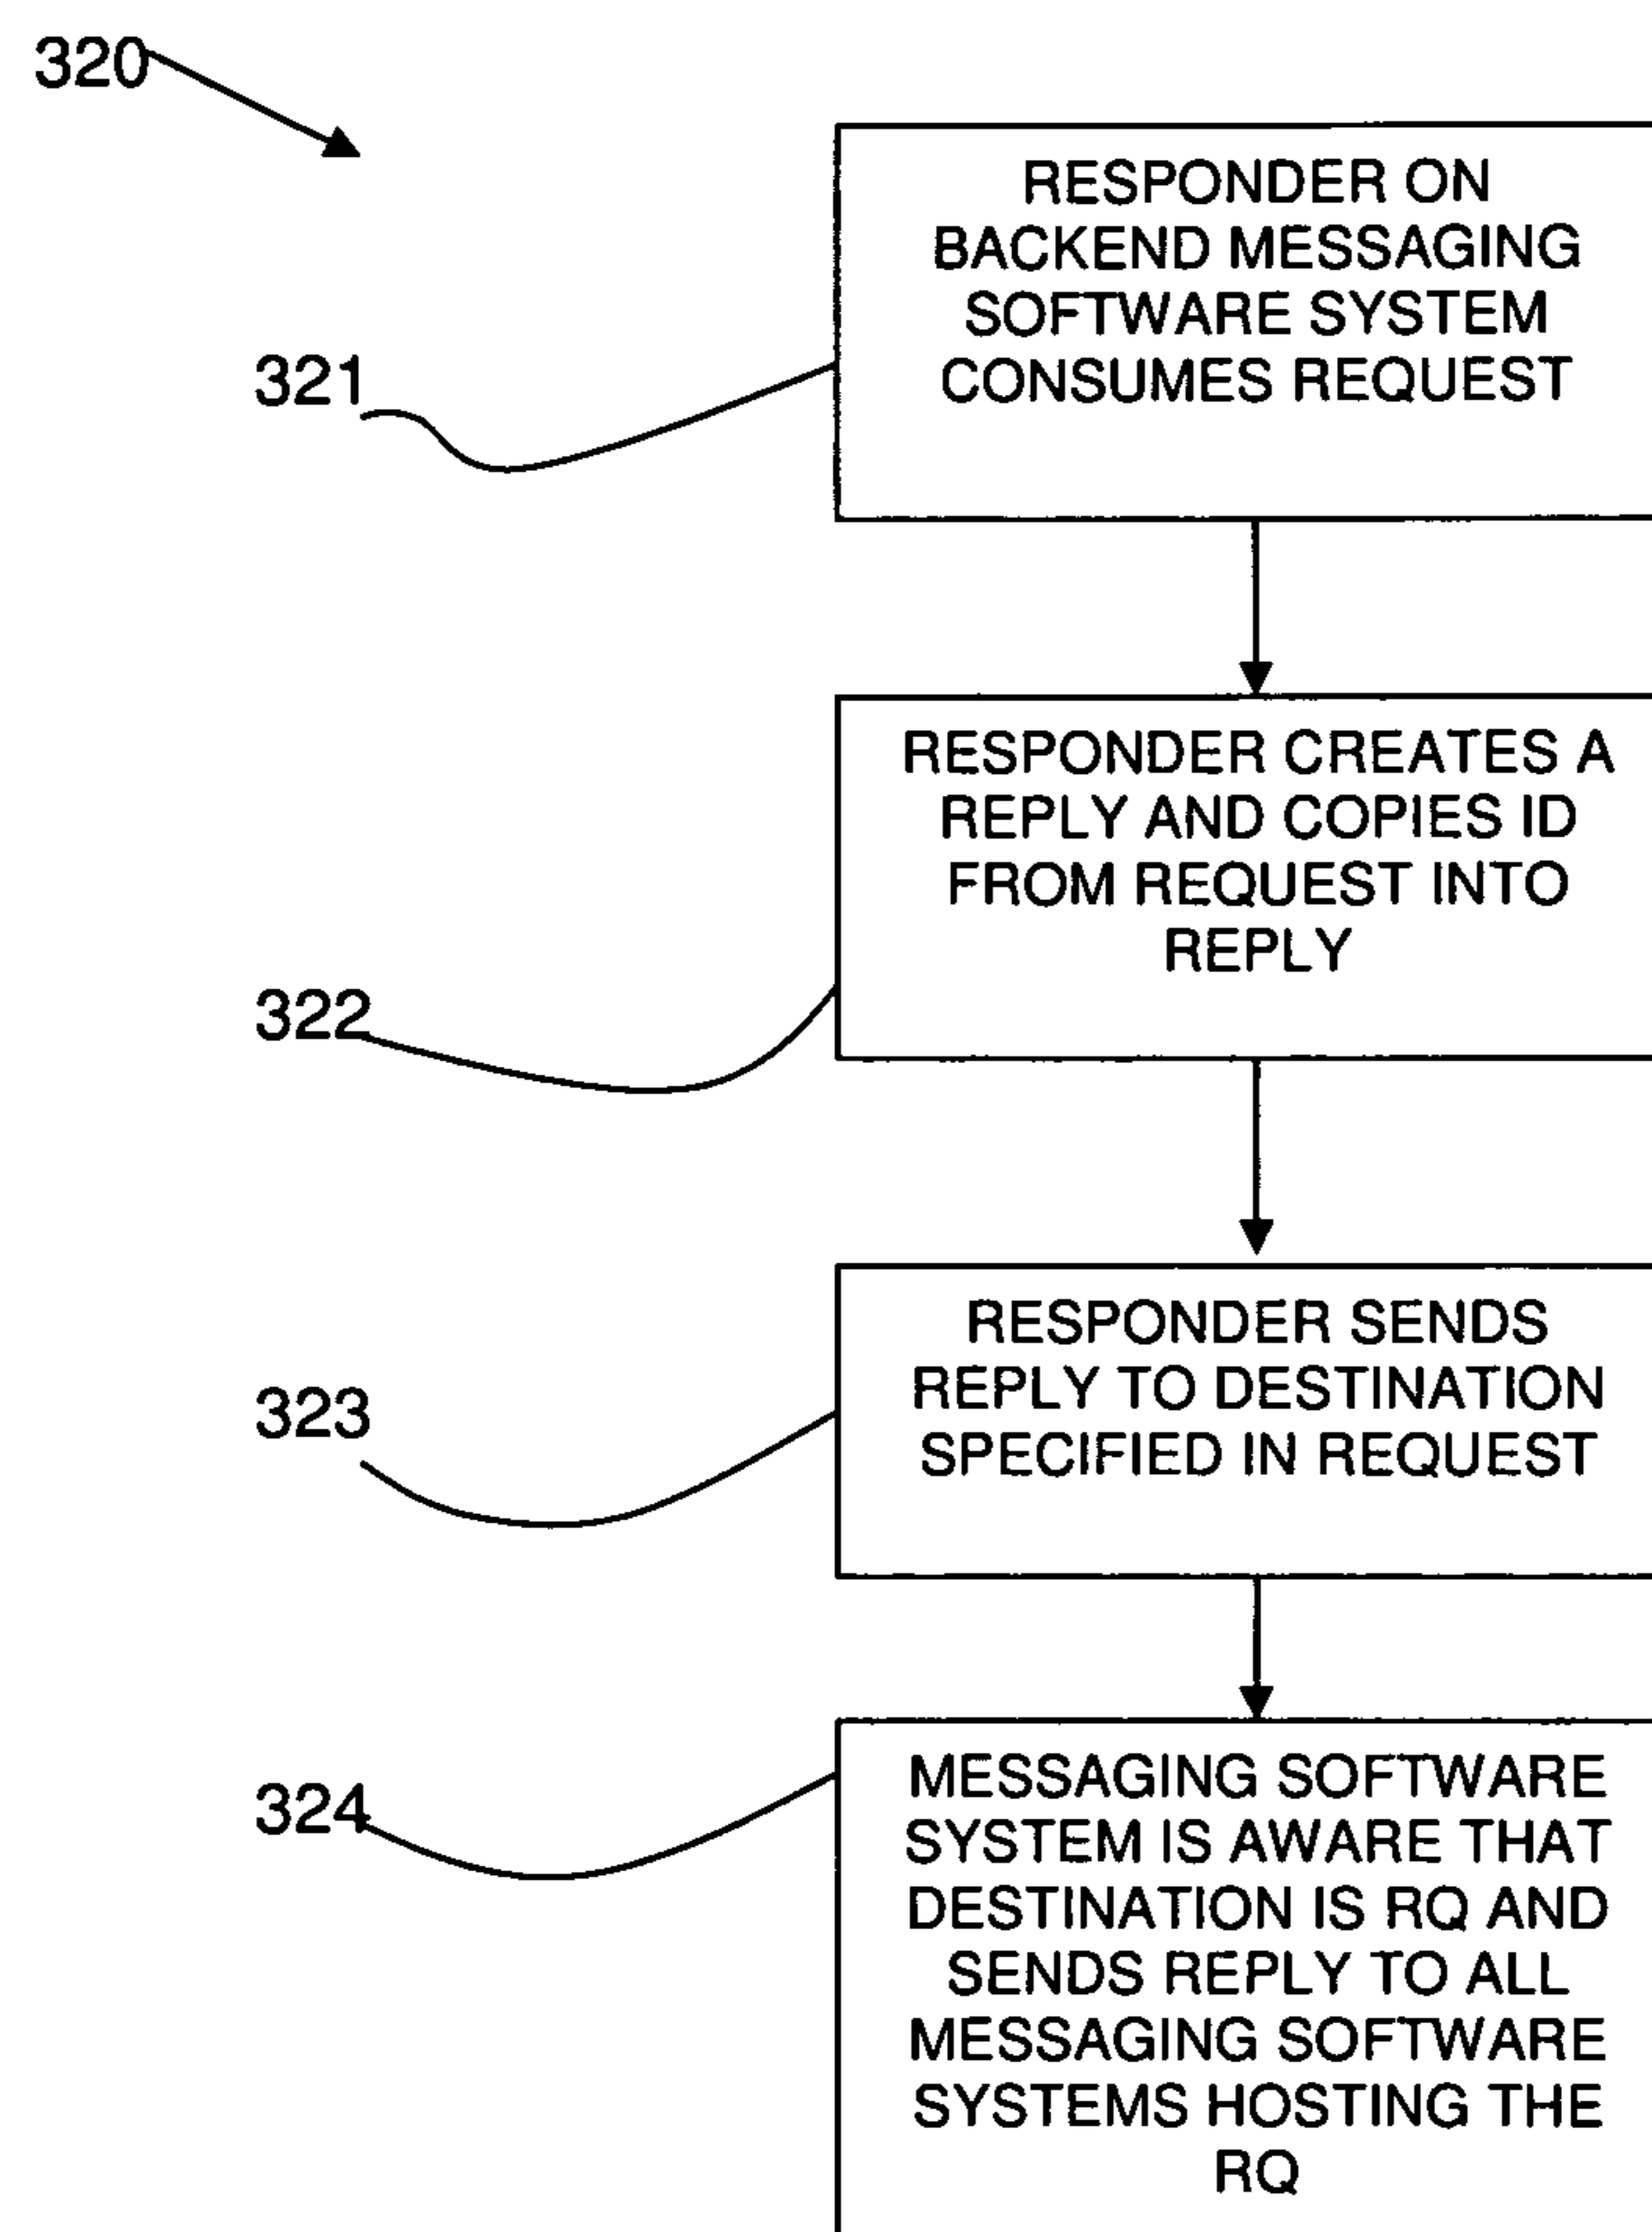 320
RESPONDER ON
BACKEND MESSAGING
SOFTWARE SYSTEM
CONSUMES REQUEST
321
RESPONDER CREATES A
REPLY AND COPIES ID
FROM REQUEST INTO
REPLY
322
RESPONDER SENDS
REPLY TO DESTINATION
SPECIFIED IN REQUEST
323
MESSAGING SOFTWARE
SYSTEM IS AWARE THAT
DESTINATION IS RQ AND
SENDS REPLY TO ALL
MESSAGING SOFTWARE
SYSTEMS HOSTING THE
RQ
324